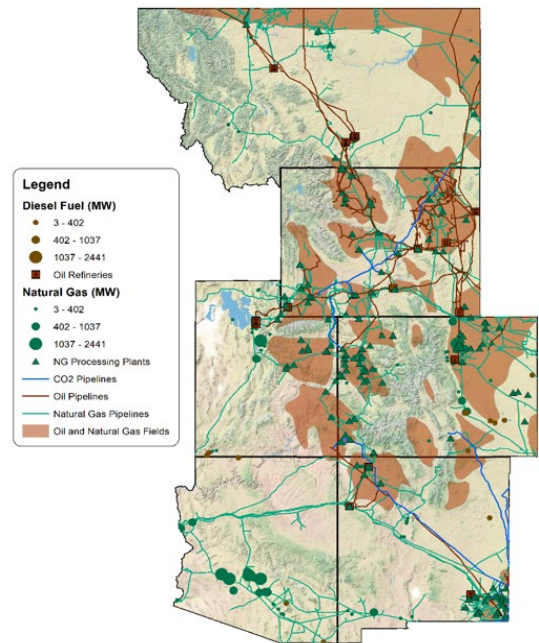 Legend
Diesel Fuel (MW)
3 - 402
402 - 1037
1037 - 2441
Oil Refineries
Natural Gas (MW)
3 - 402
402 - 1037
1037 - 2441
NG Processing Plants
CO2 Pipelines
Oil Pipelines
Natural Gas Pipelines
Oil and Natural Gas Fields